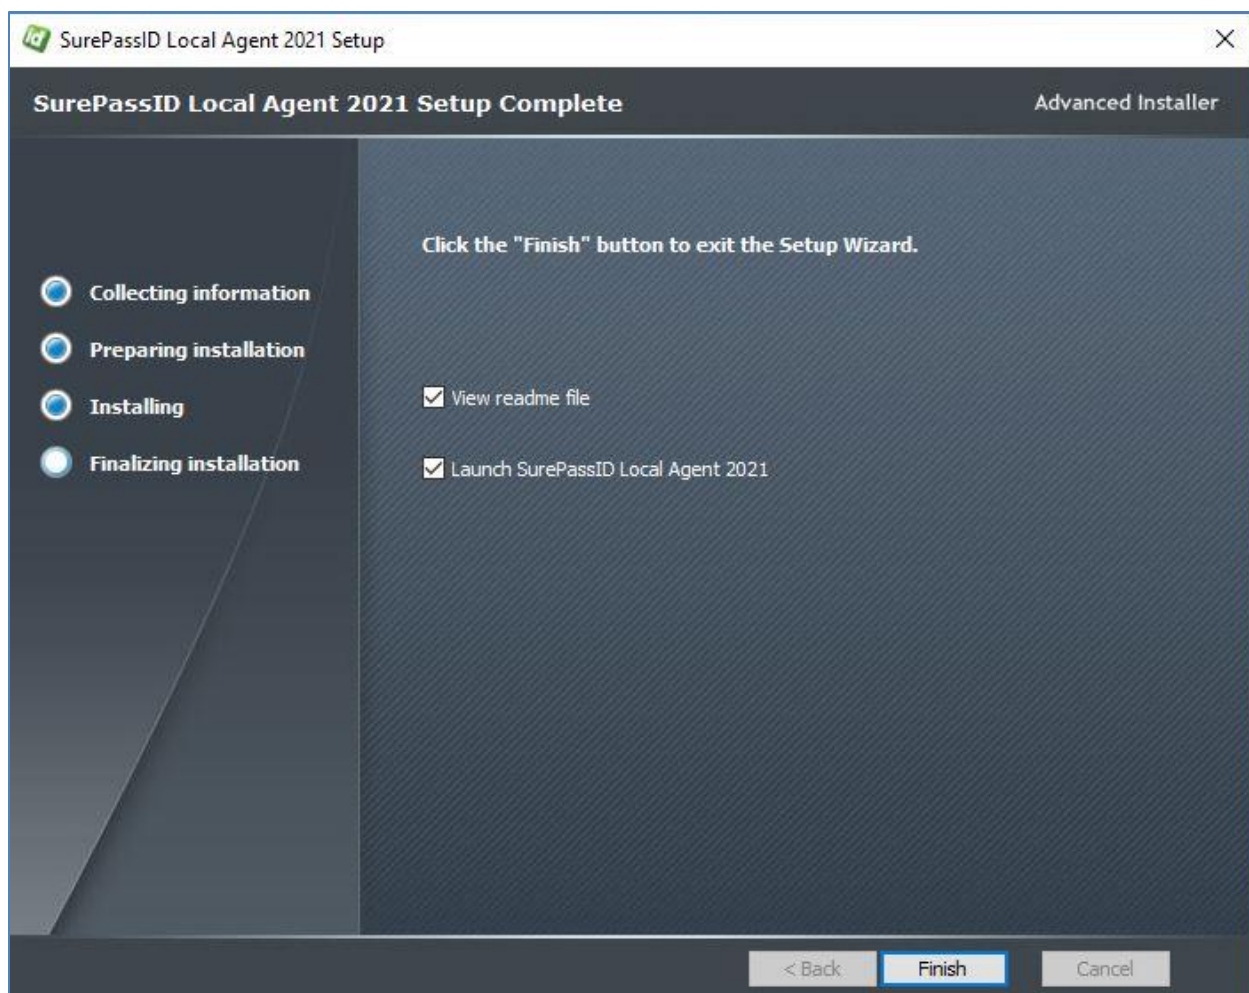 SurePassID Local Agent 2021 Setup
SurePassID Local Agent 2021 Setup Complete
Advanced Installer
Click the "Finish" button to exit the Setup Wizard.
Collecting information
Preparing installation
Installing
Finalizing installation
View readme file
Launch SurePassID Local Agent 2021
< Back
Finish
Cancel